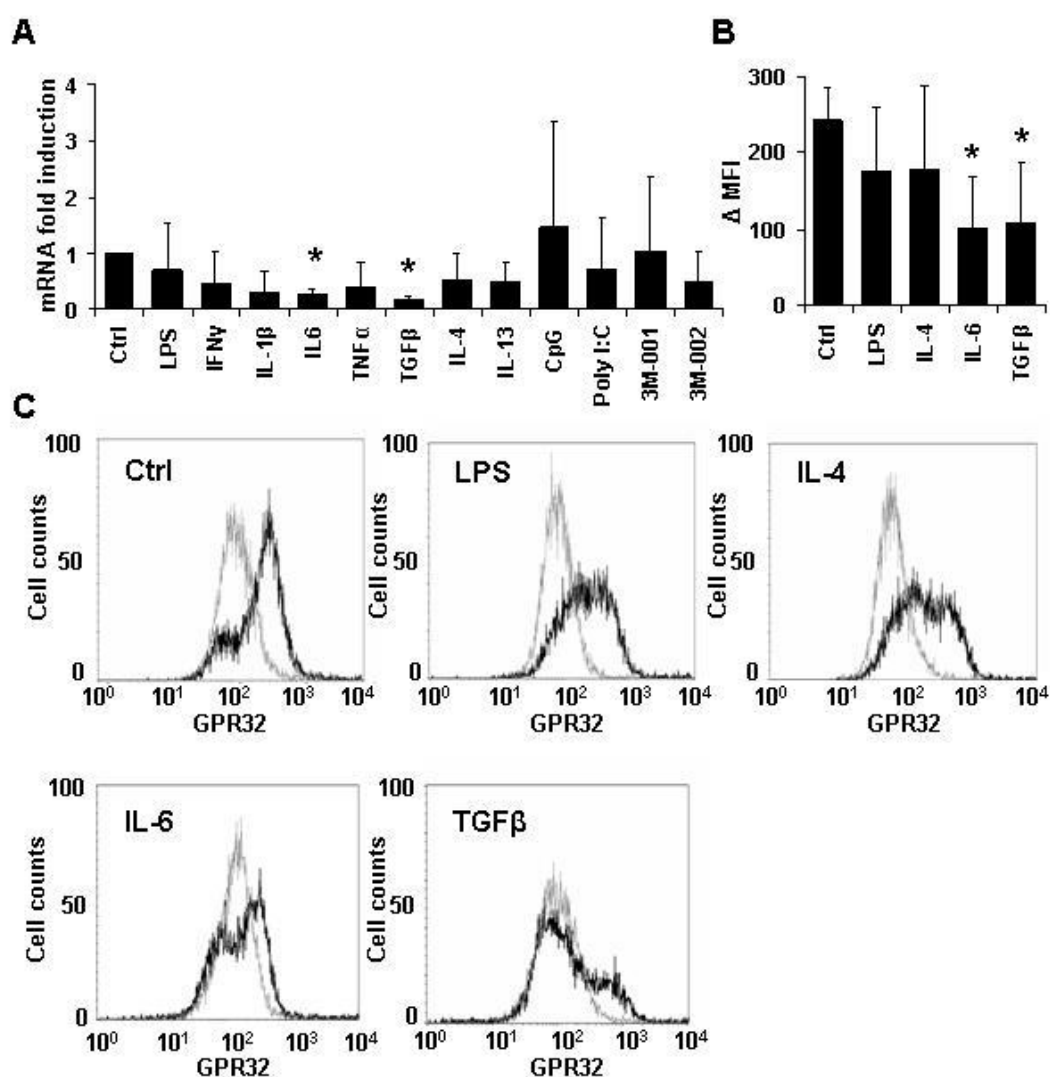 A
B
mRNA fold induction
4
3
2
1
0
Ctrl
LPS
IFNγ
IL-1β
IL6
TNFα
TGFβ
IL-4
IL-13
CpG
Poly I:C
3M-001
3M-002
*
*
Δ MFI
300
200
100
0
Ctrl
LPS
IL-4
IL-6
TGFβ
*
*
C
Ctrl
Cell counts
100
50
0
10⁰ 10¹ 10² 10³ 10⁴
GPR32
LPS
Cell counts
100
50
0
10⁰ 10¹ 10² 10³ 10⁴
GPR32
IL-4
Cell counts
100
50
0
10⁰ 10¹ 10² 10³ 10⁴
GPR32
IL-6
Cell counts
100
50
0
10⁰ 10¹ 10² 10³ 10⁴
GPR32
TGFβ
Cell counts
100
50
0
10⁰ 10¹ 10² 10³ 10⁴
GPR32